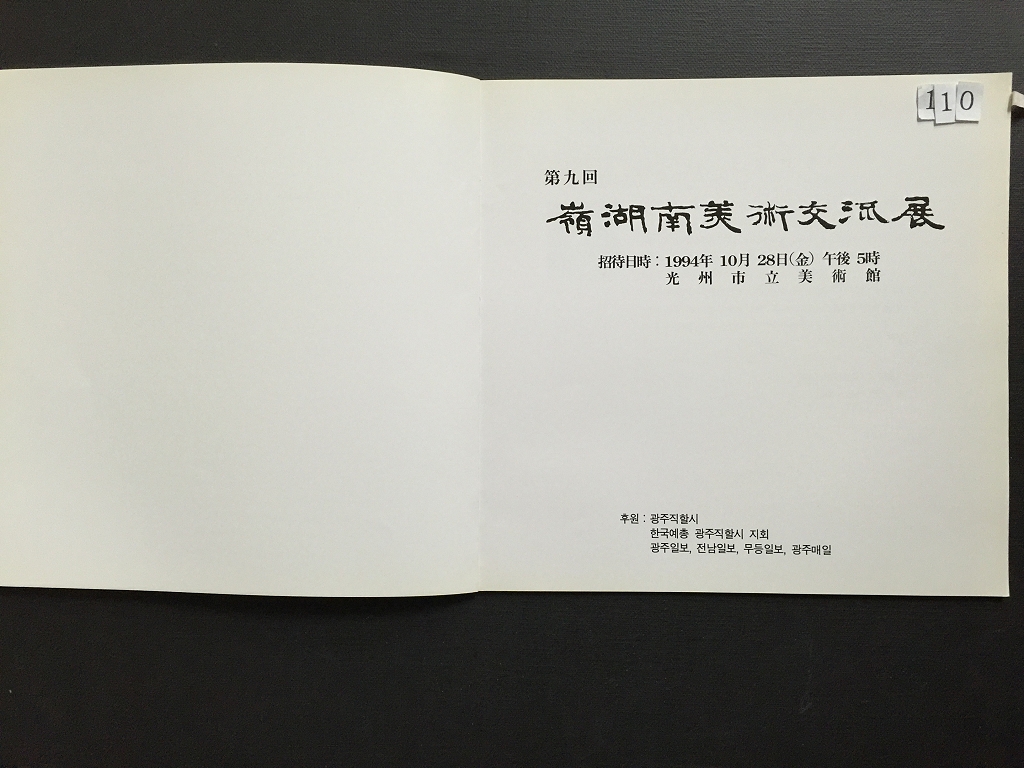 110
第九回
嶺湖南美術交流展
招待日時 : 1994年 10月 28日(金) 午後 5時
光州市立美術館
후원 : 광주직할시
한국예총 광주직할시 지회
광주일보, 전남일보, 무등일보, 광주매일